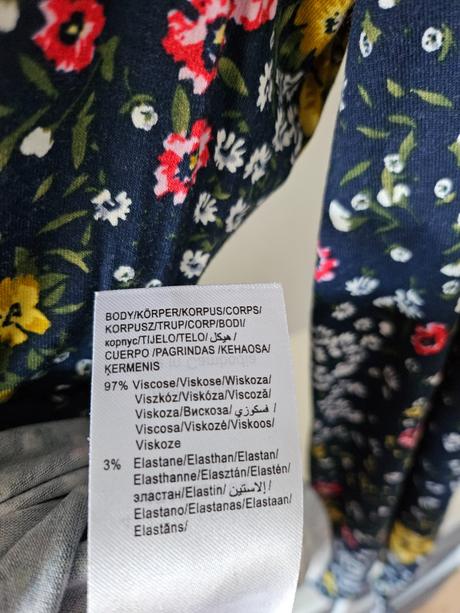 BODY/KÖRPER/KORPUS/CORPS/
KORPUSZ/TRUP/CORP/BODI/
корпус/TIJELO/TELO/ هيكل/
CUERPO /PAGRINDAS /KEHAOSA/
ĶERMENIS
97% Viscose/Viskose/Wiskoza/
Viszkóz/Viskóza/Viscoză/
Viskoza/Вискоза/ فسكوزي/
Viscosa/Viskozė/Viskoos/
Viskoze
3% Elastane/Elasthan/Elastan/
Elasthanne/Elasztán/Elastén/
эластан/Elastin/ إلاستين/
Elastano/Elastanas/Elastaan/
Elastāns/